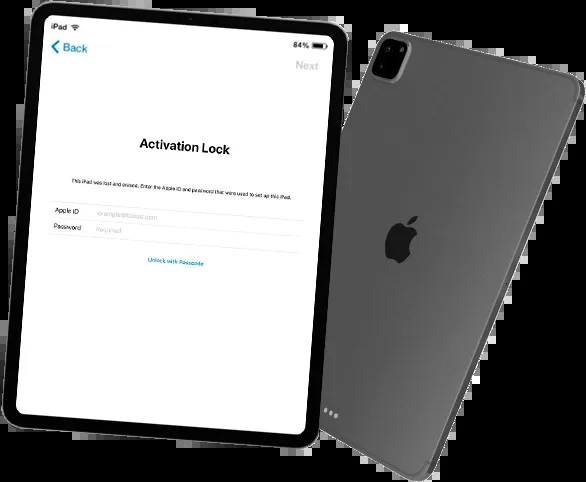 iPad
84%
Back
Next
Activation Lock
This iPad was lost and erased. Enter the Apple ID and password that were used to set up this iPad.
Apple ID example@icloud.com
Password Required
Unlock with Passcode